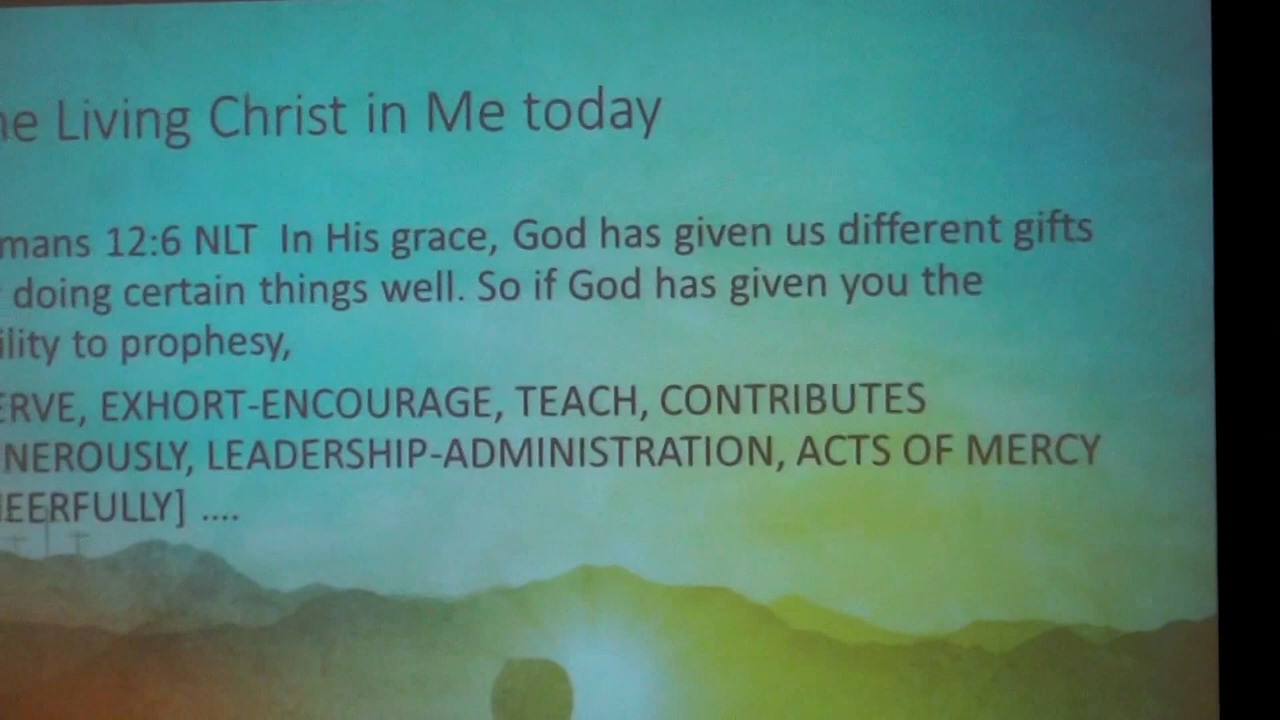 he Living Christ in Me today
mans 12:6 NLT In His grace, God has given us different gifts
doing certain things well. So if God has given you the
ility to prophesy,
ERVE, EXHORT-ENCOURAGE, TEACH, CONTRIBUTES
NEROUSLY, LEADERSHIP-ADMINISTRATION, ACTS OF MERCY
EERFULLY] ....